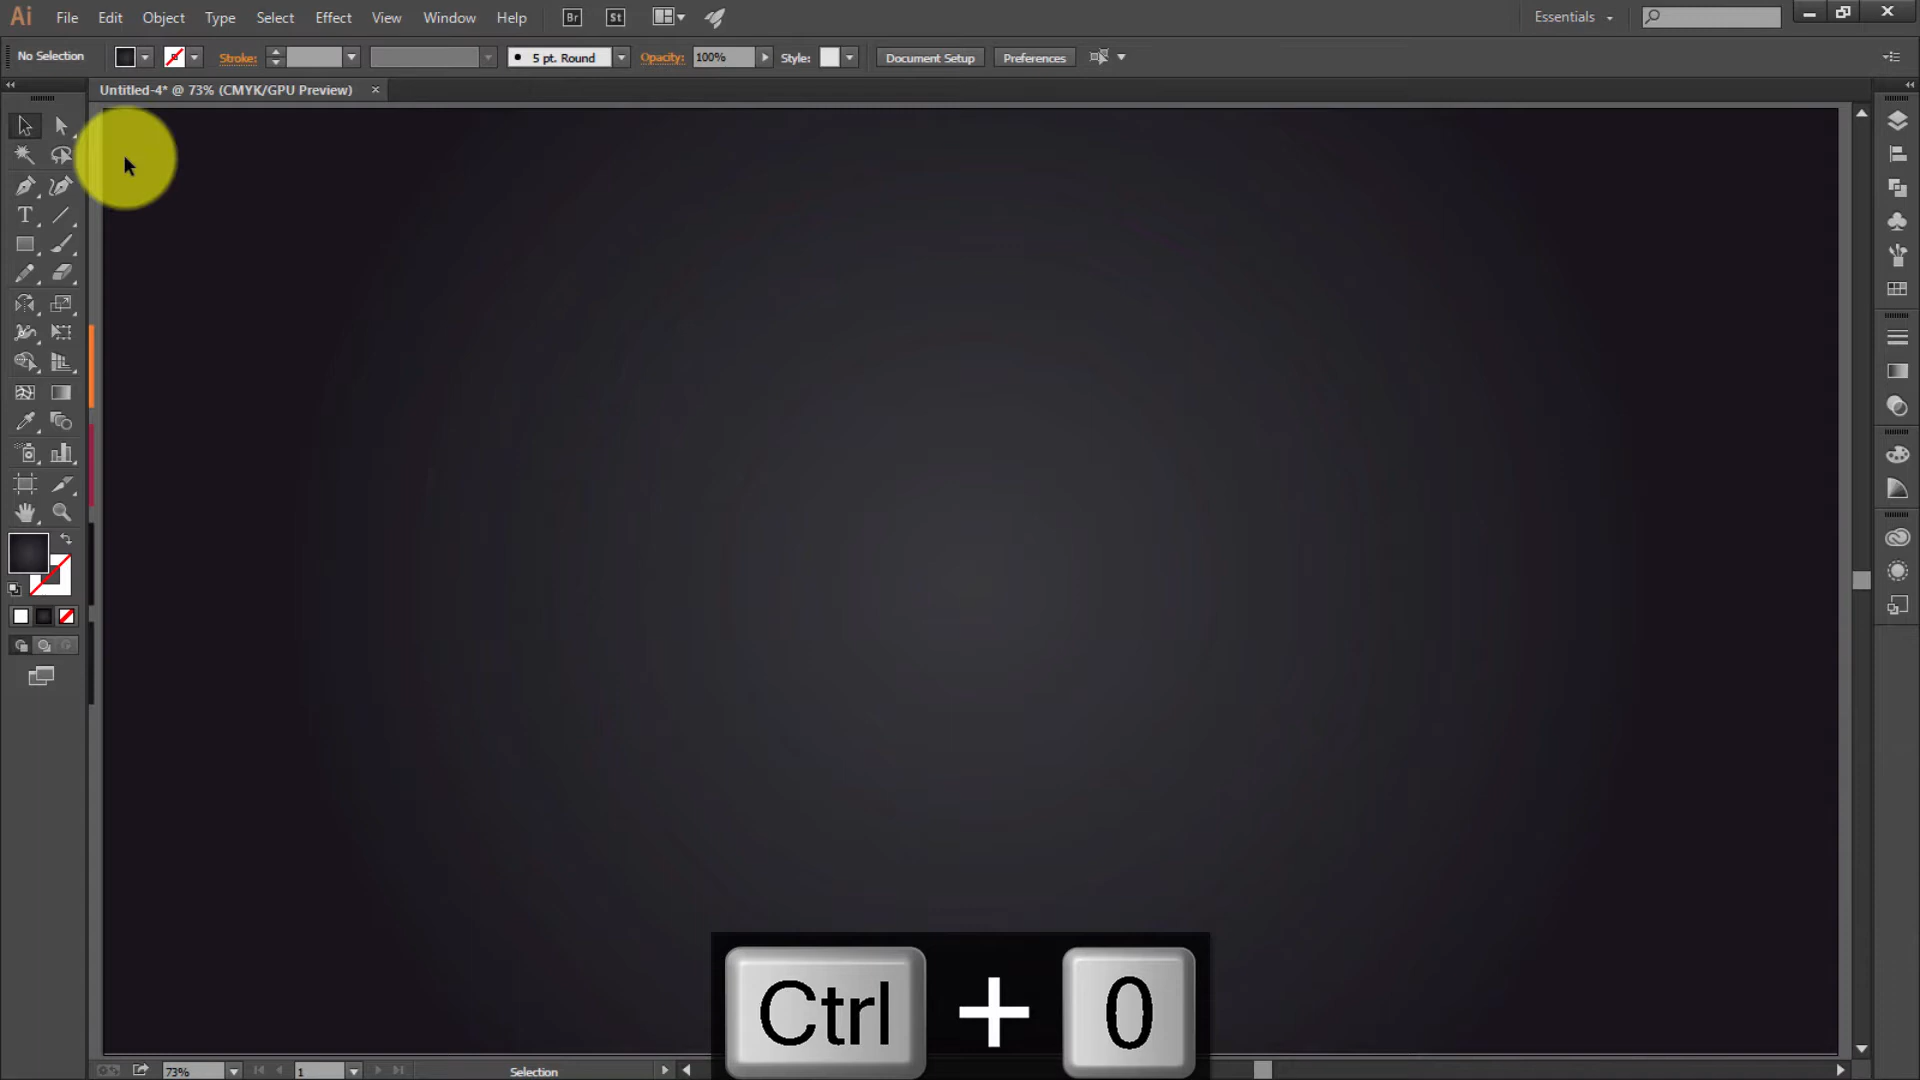 Ai File Edit Object Type Select Effect View Window Help Br St Essentials
No Selection Stroke: 5 pt. Round Opacity: 100% Style: Document Setup Preferences
Untitled-4* @ 73% (CMYK/GPU Preview)
T
Ctrl + 0
73% 1 Selection